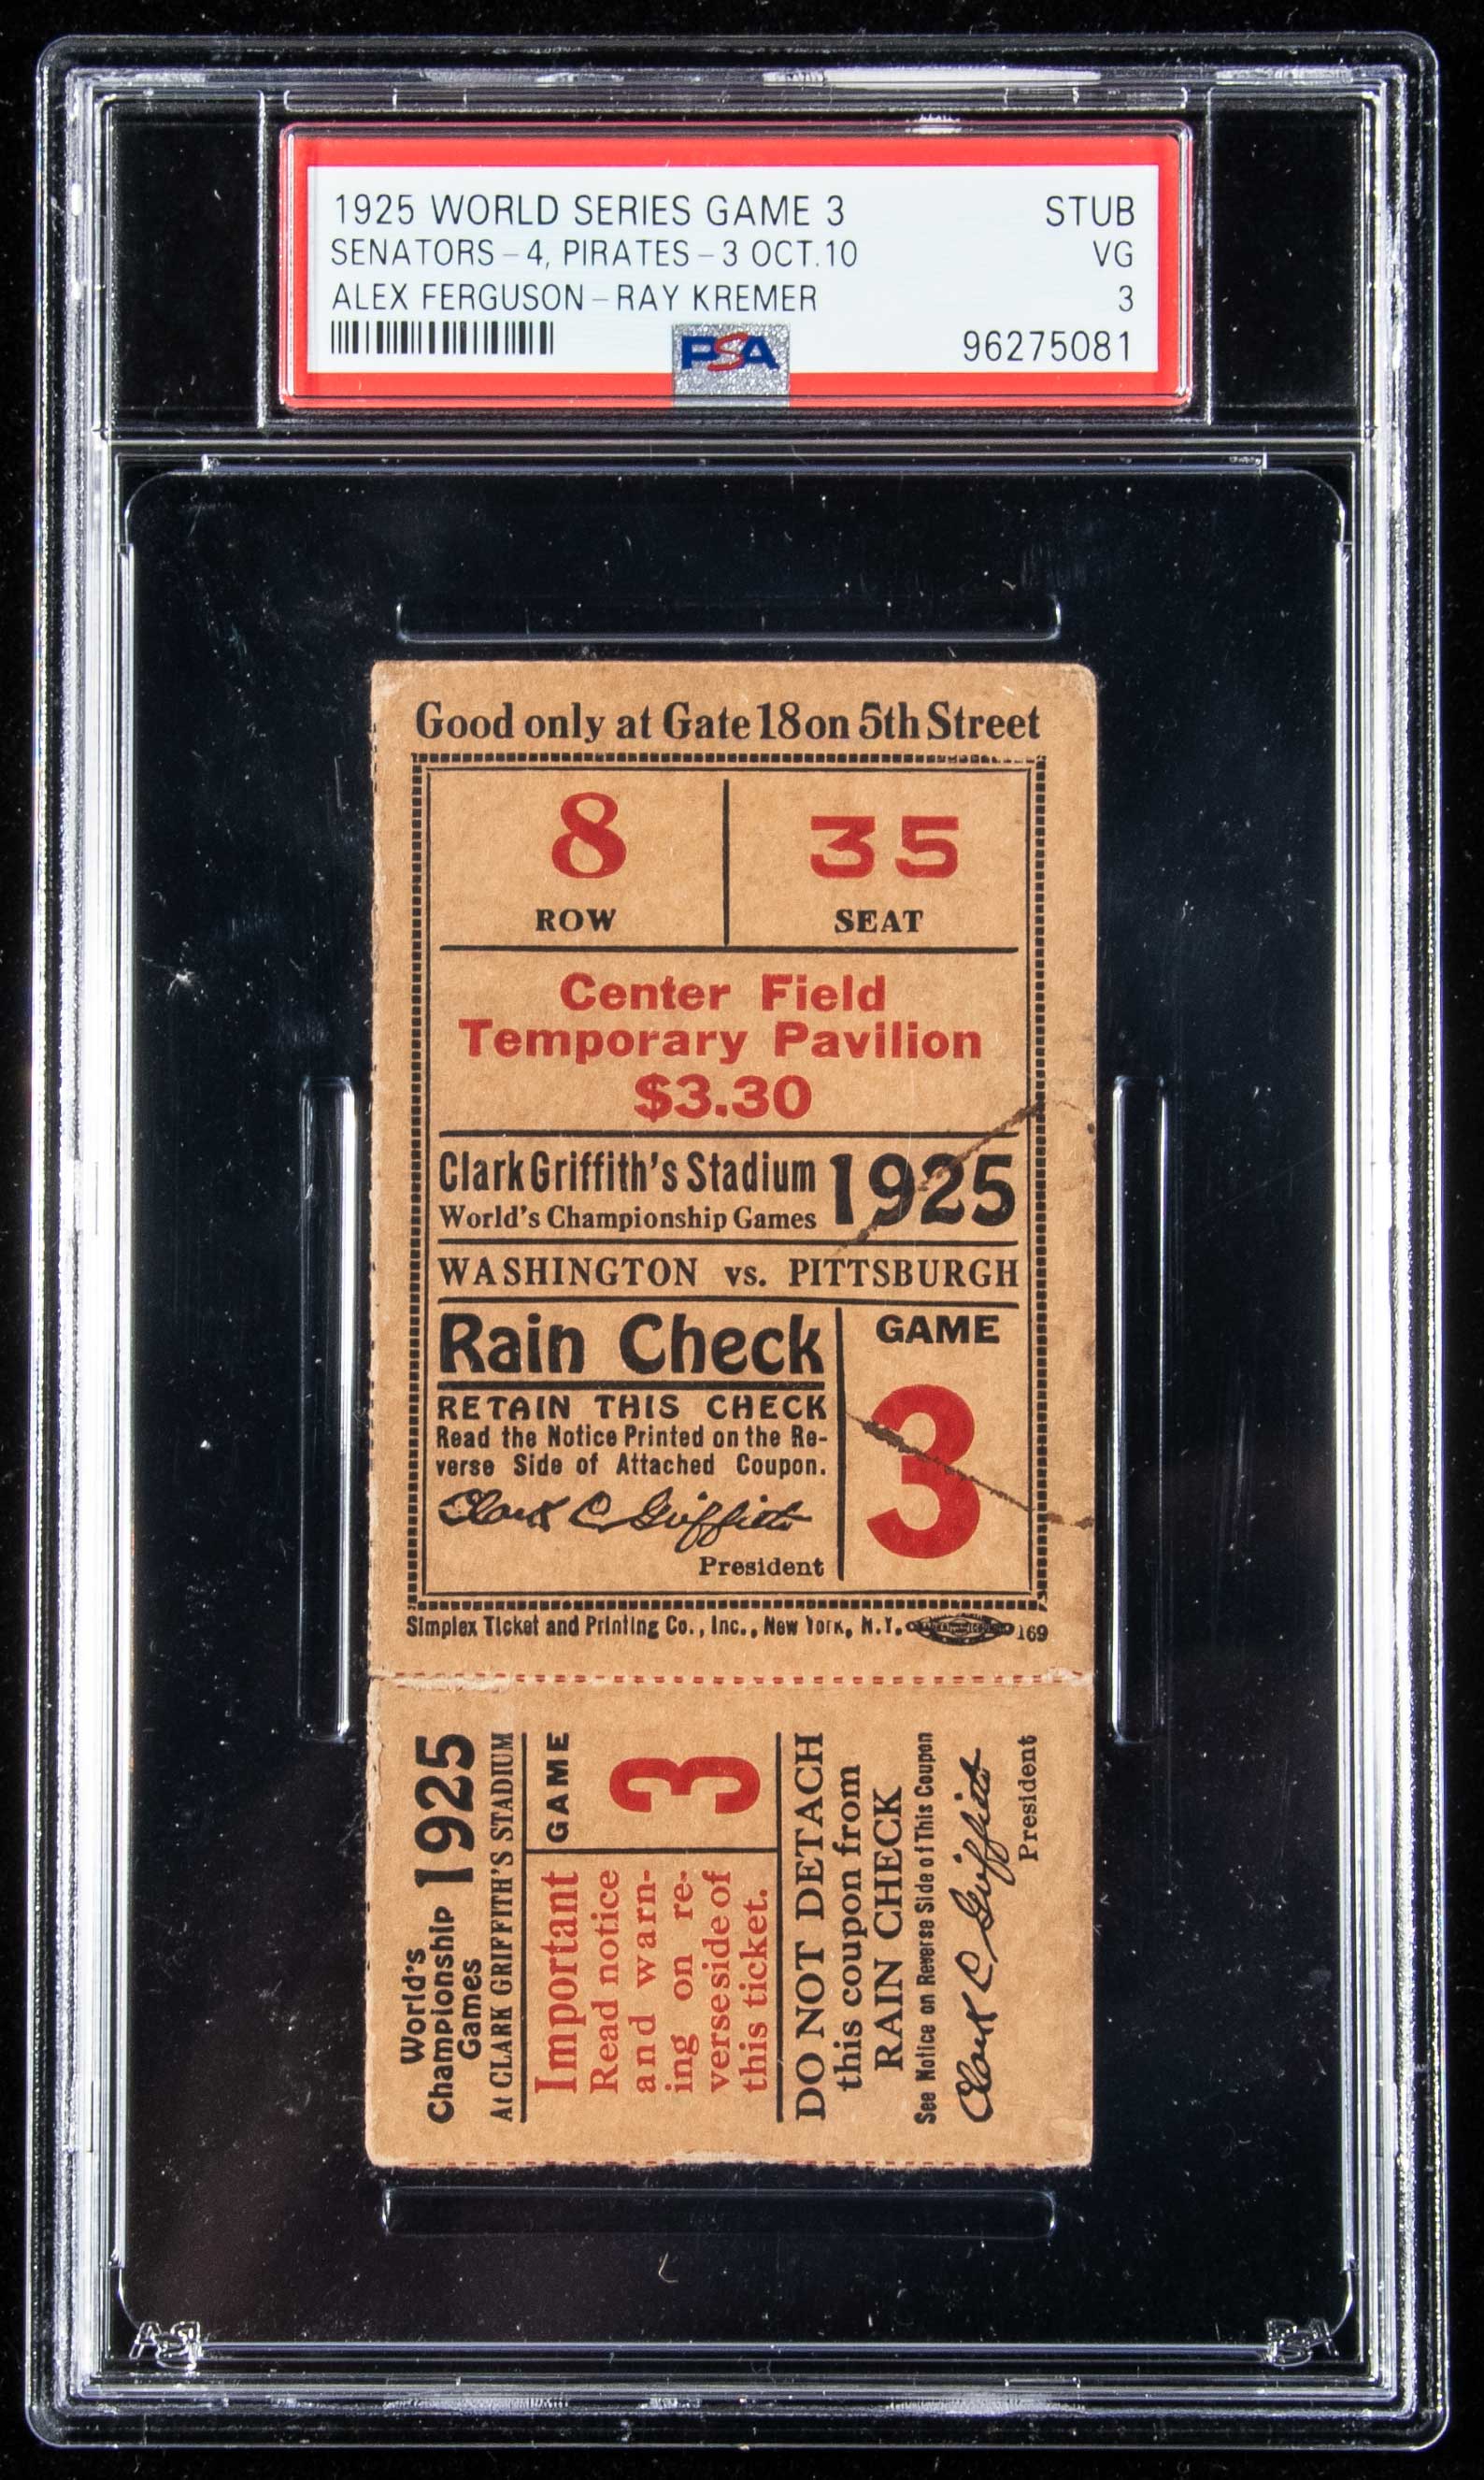 1925 WORLD SERIES GAME 3 STUB
SENATORS-4, PIRATES-3 OCT.10 VG
ALEX FERGUSON-RAY KREMER 3
PSA 96275081
Good only at Gate 18 on 5th Street
8 35
ROW SEAT
Center Field
Temporary Pavilion
$3.30
Clark Griffith's Stadium 1925
World's Championship Games
WASHINGTON vs. PITTSBURGH
Rain Check GAME
RETAIN THIS CHECK 3
Read the Notice Printed on the Re-
verse Side of Attached Coupon.
Clark C Griffith
President
Simplex Ticket and Printing Co., Inc., New York, N.Y. 169
World's
Championship 1925
Games
At CLARK GRIFFITH'S STADIUM
GAME
3
Important
Read notice
and warn-
ing on re-
verse side of
this ticket.
DO NOT DETACH
this coupon from
RAIN CHECK
See Notice on Reverse Side of This Coupon
Clark C Griffith
President
PSA
PSA